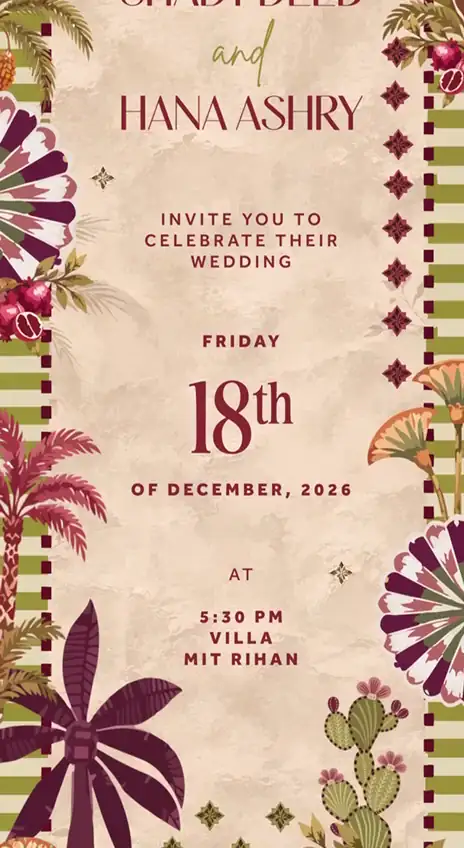 and
HANA ASHRY
INVITE YOU TO
CELEBRATE THEIR
WEDDING
FRIDAY
18th
OF DECEMBER, 2026
AT
5:30 PM
VILLA
MIT RIHAN